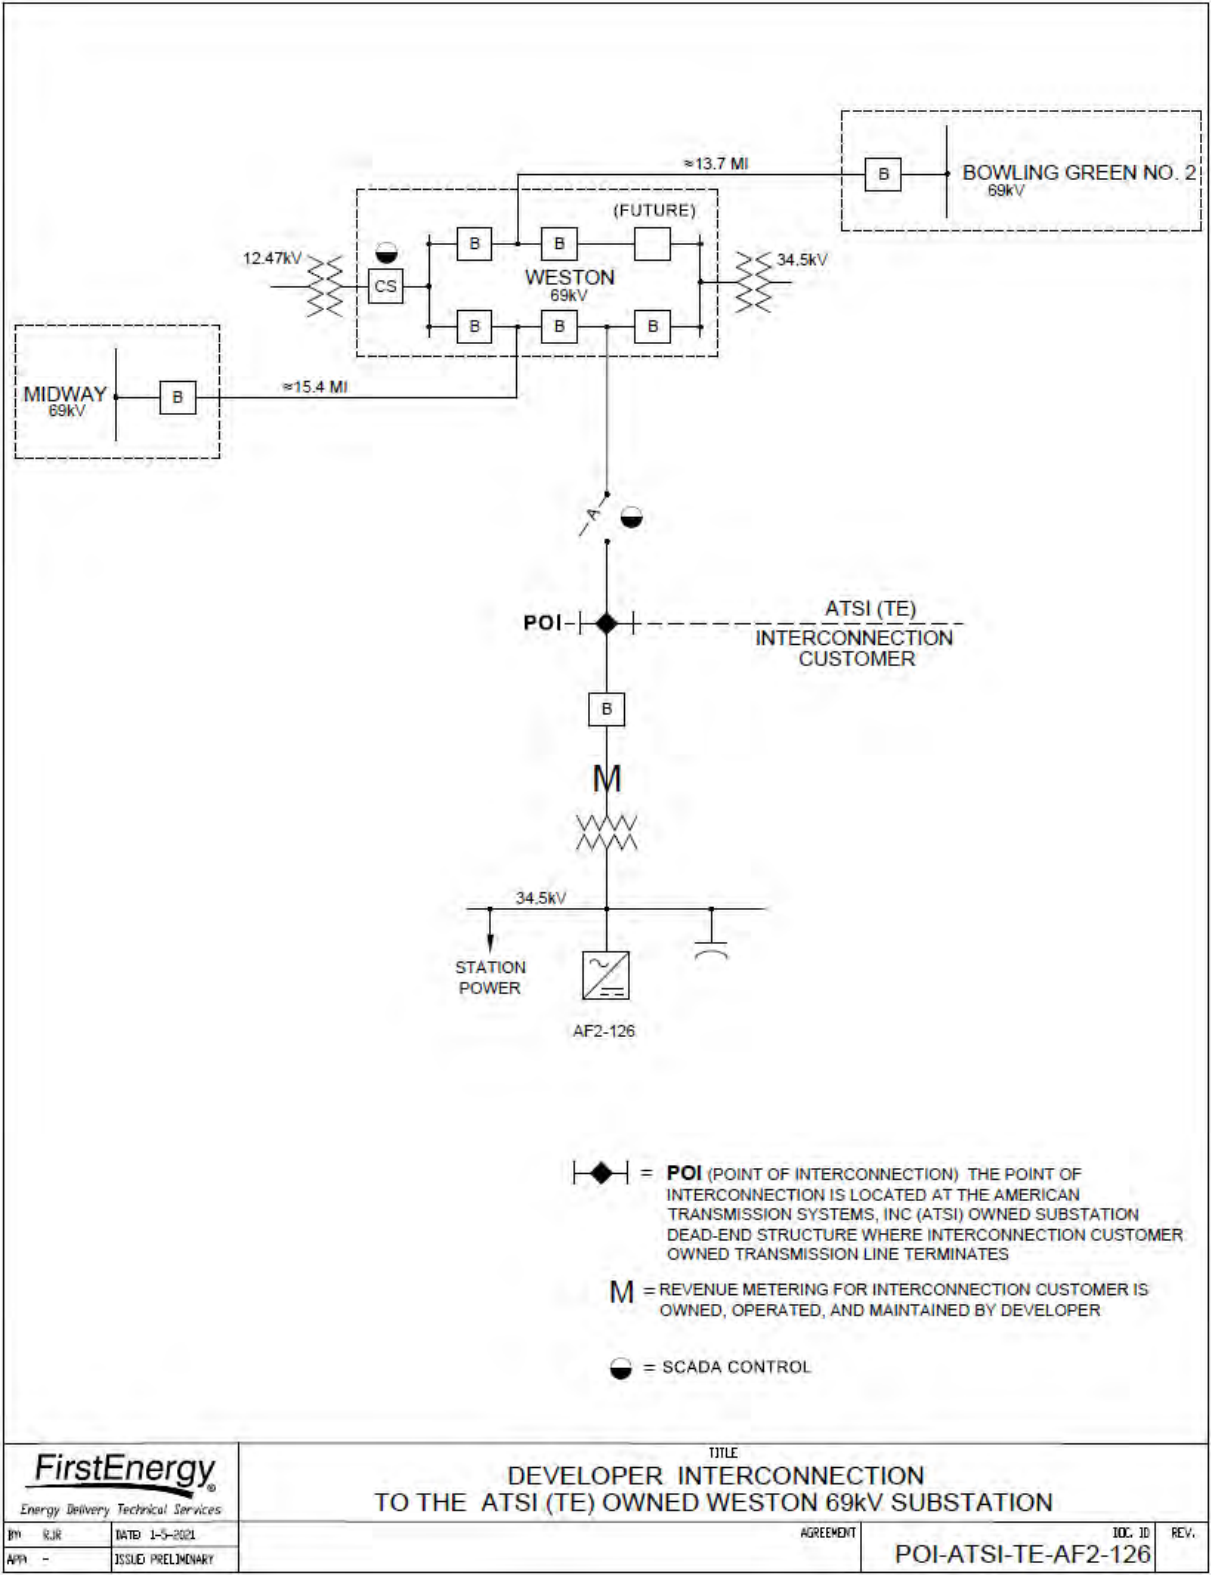 ≈13.7 MI
B
BOWLING GREEN NO. 2
69kV
(FUTURE)
B
B
12.47kV
34.5kV
CS
WESTON
69kV
B
B
B
MIDWAY
69kV
B
≈15.4 MI
A
POI
ATSI (TE)
INTERCONNECTION
CUSTOMER
B
M
34.5kV
STATION
POWER
AF2-126
= POI (POINT OF INTERCONNECTION) THE POINT OF
INTERCONNECTION IS LOCATED AT THE AMERICAN
TRANSMISSION SYSTEMS, INC (ATSI) OWNED SUBSTATION
DEAD-END STRUCTURE WHERE INTERCONNECTION CUSTOMER
OWNED TRANSMISSION LINE TERMINATES
M = REVENUE METERING FOR INTERCONNECTION CUSTOMER IS
OWNED, OPERATED, AND MAINTAINED BY DEVELOPER
= SCADA CONTROL
FirstEnergy®
Energy Delivery Technical Services
TITLE
DEVELOPER INTERCONNECTION
TO THE ATSI (TE) OWNED WESTON 69kV SUBSTATION
BY: RJR
DATE: 1-5-2021
APP: -
ISSUE: PRELIMINARY
AGREEMENT
DOC. ID
POI-ATSI-TE-AF2-126
REV.